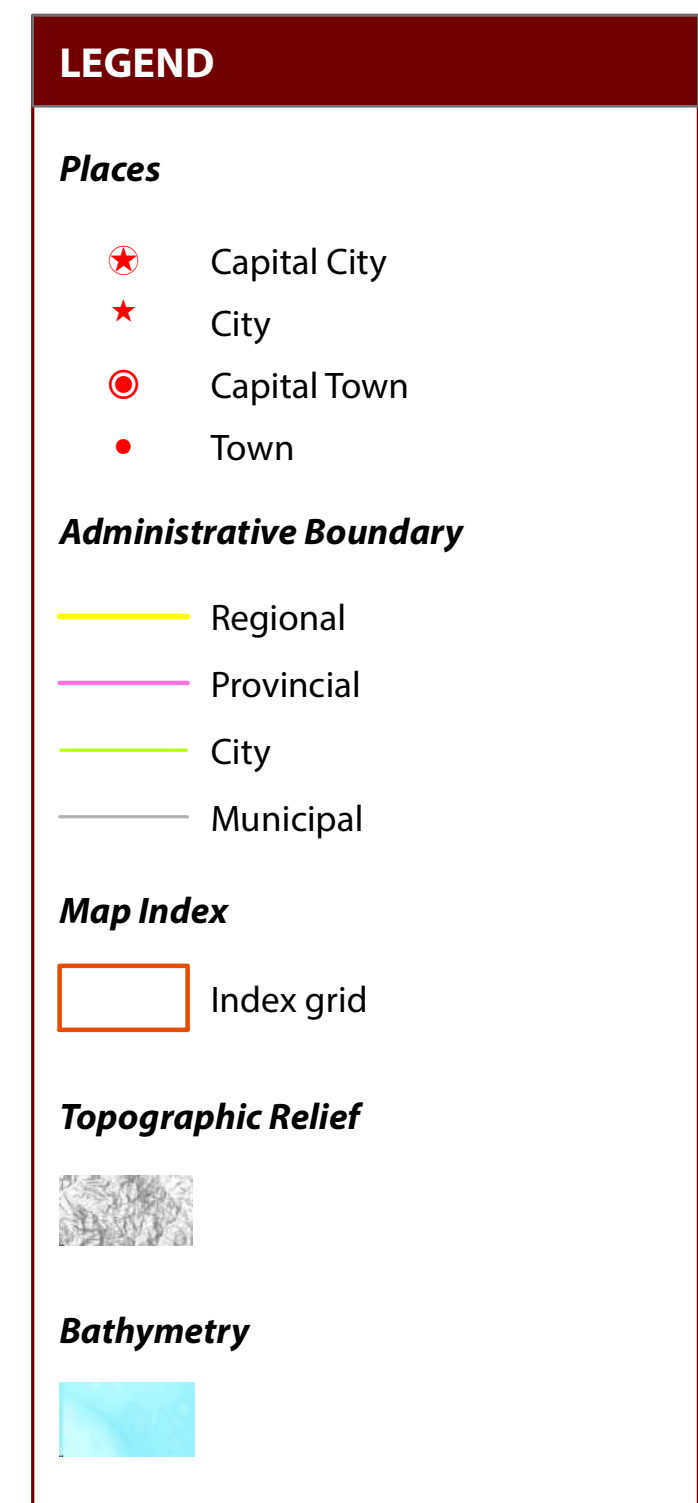 LEGEND
Places
Capital City
City
Capital Town
Town
Administrative Boundary
Regional
Provincial
City
Municipal
Map Index
Index grid
Topographic Relief
Bathymetry